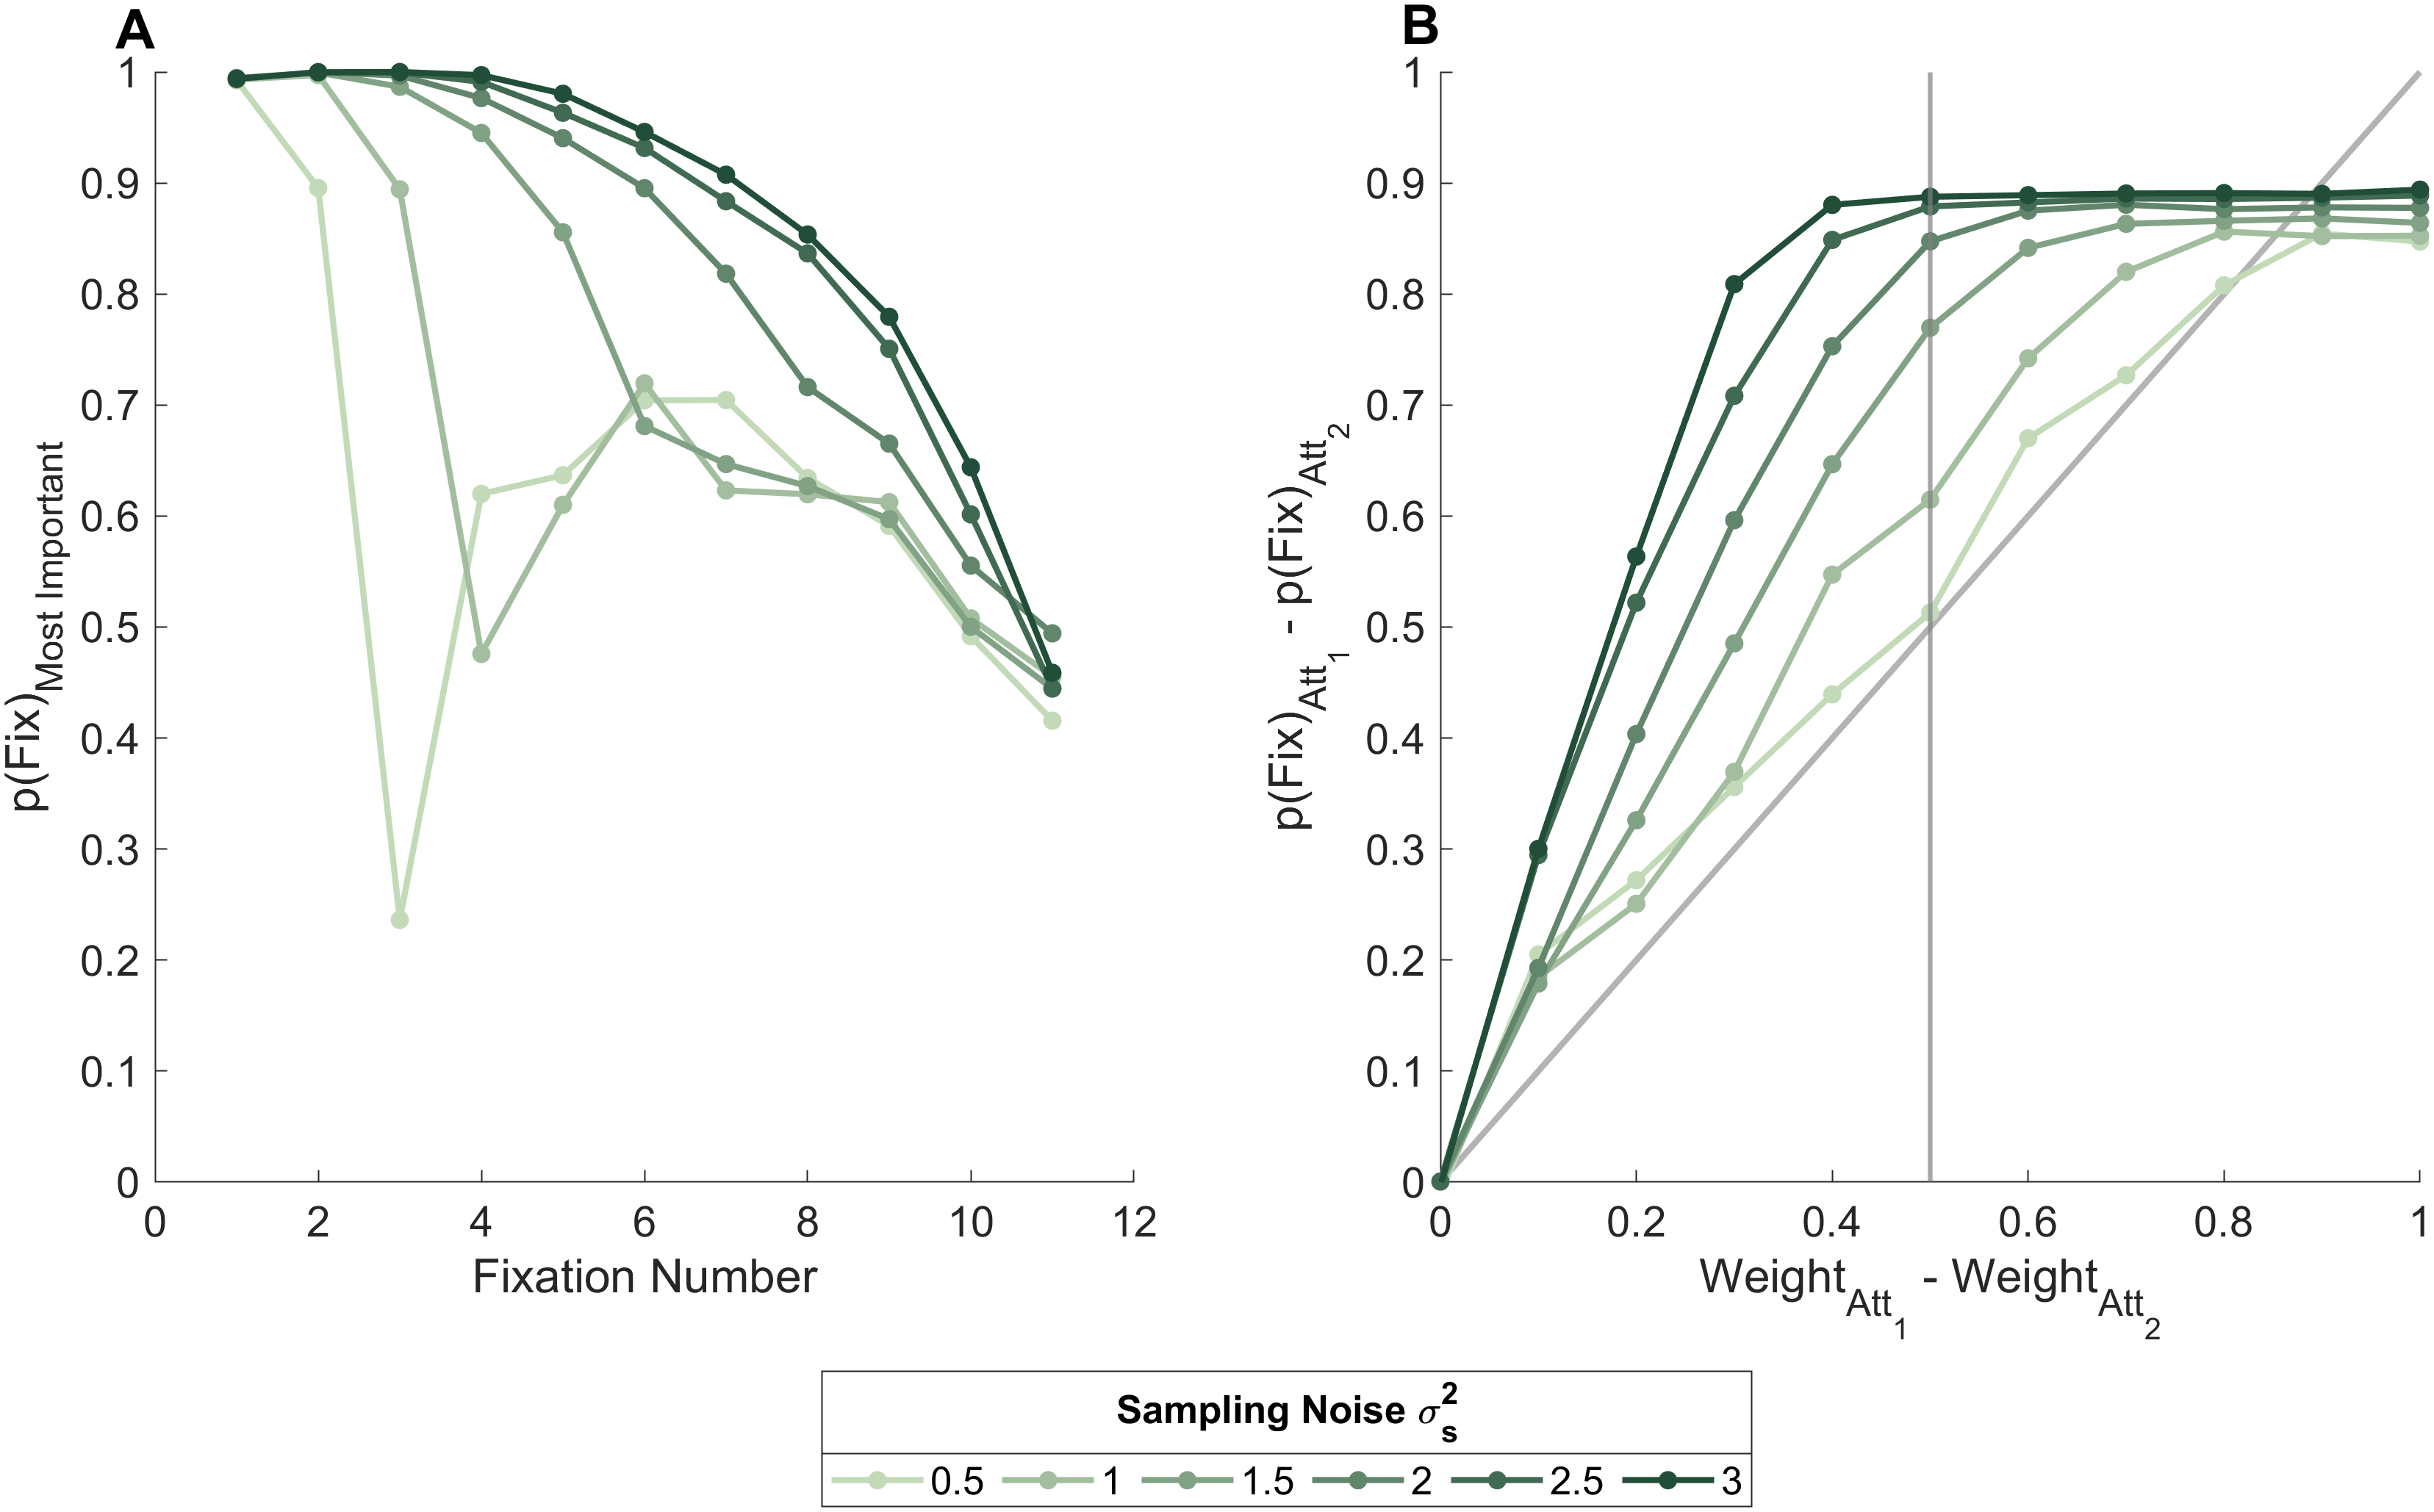 A
1
0.9
0.8
0.7
0.6
0.5
0.4
0.3
0.2
0.1
0
p(Fix)Most Important
0 2 4 6 8 10 12
Fixation Number
B
1
0.9
0.8
0.7
0.6
0.5
0.4
0.3
0.2
0.1
0
p(Fix)Att1 - p(Fix)Att2
0 0.2 0.4 0.6 0.8 1
WeightAtt1 - WeightAtt2
Sampling Noise σs2
0.5 1 1.5 2 2.5 3